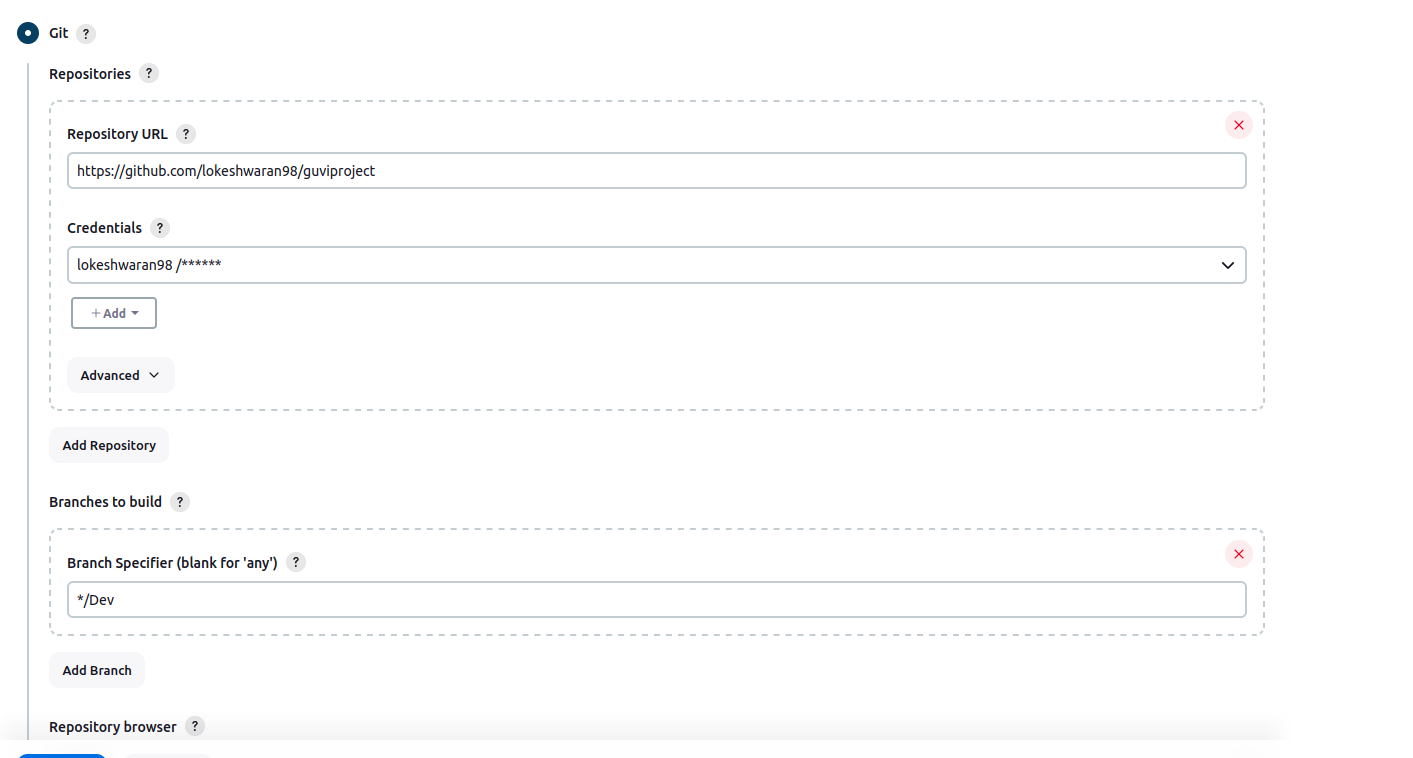 Git ?
Repositories ?
Repository URL ?
https://github.com/lokeshwaran98/guviproject
Credentials ?
lokeshwaran98 /******
+ Add
Advanced
Add Repository
Branches to build ?
Branch Specifier (blank for 'any') ?
*/Dev
Add Branch
Repository browser ?